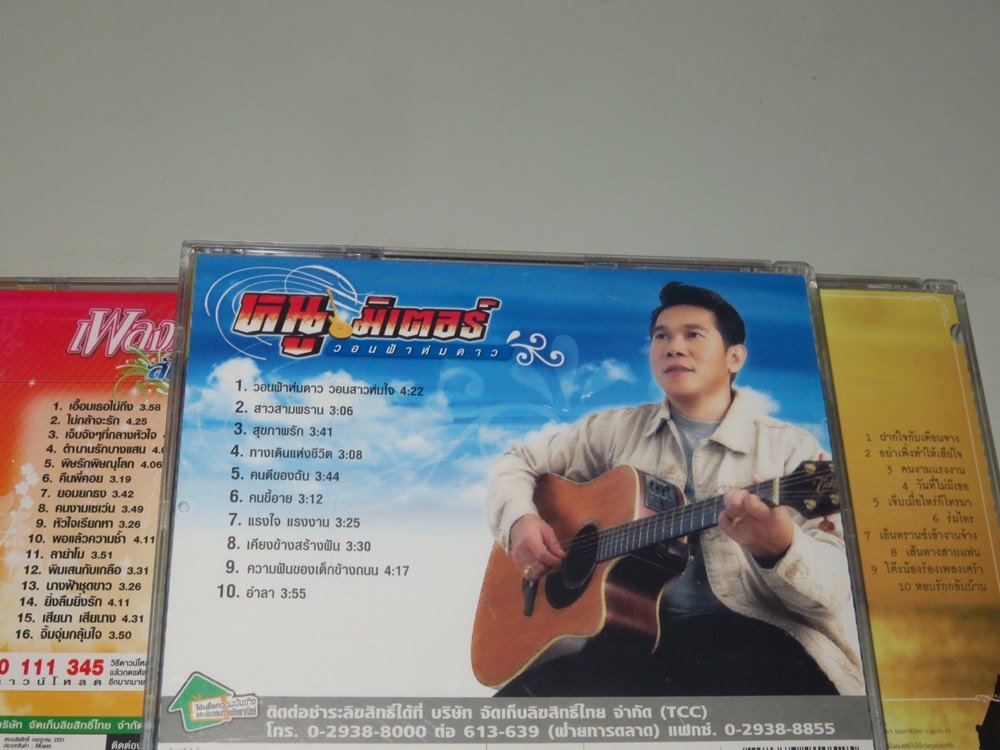 หนู มิเตอร์
วอนฟ้าห่มดาว
1. วอนฟ้าห่มดาว วอนสาวห่มใจ 4:22
2. สาวสามพราน 3:06
3. สุขภาพรัก 3:41
4. ทางเดินแห่งชีวิต 3:08
5. คนดีของฉัน 3:44
6. คนขี้อาย 3:12
7. แรงใจ แรงงาน 3:25
8. เคียงข้างสร้างฝัน 3:30
9. ความฝันของเด็กข้างถนน 4:17
10. อำลา 3:55
ติดต่อชำระลิขสิทธิ์ได้ที่ บริษัท จัดเก็บลิขสิทธิ์ไทย จำกัด (TCC)
โทร. 0-2938-8000 ต่อ 613-639 (ฝ่ายการตลาด) แฟกซ์. 0-2938-8855
เพลง
1. เอื้อมเธอไม่ถึง 3.58
2. ไม่กล้าจะรัก 4.25
3. เจ็บจังๆที่กลางหัวใจ
4. ตำนานรักบางแสน
5. พิษรักพิษณุโลก 4.06
6. คืนพี่คอย 3.19
7. ยอมยกธง 3.42
8. คนงามเซเว่น 3.49
9. หัวใจเรียกหา 3.26
10. พอแล้วความช้ำ 4.11
11. ลาย่าโม 3.51
12. พิมเสนกับเกลือ 3.31
13. นางฟ้าชุดขาว 3.26
14. ยิ่งลืมยิ่งรัก 4.11
15. เสียนา เสียนาง 4.31
16. จิ้มจุ่มกลุ้มใจ 3.50
0 111 345
ดาวน์โหลด
บริษัท จัดเก็บลิขสิทธิ์ไทย จำกัด
1 ฝากใจกับเดือนจาง
2 อย่าเพิ่งทำให้เสียใจ
3 คนงามแรงงาน
4 วันที่ไม่มีเธอ
5 เจ็บเมื่อไหร่ก็โทรมา
6 ร่มไทร
7 เอ็นทรานซ์เข้างานจ้าง
8 เส้นทางสายแฟน
9 โต๊ะน้องร้องเพลงเศร้า
10 หอบรักกลับบ้าน